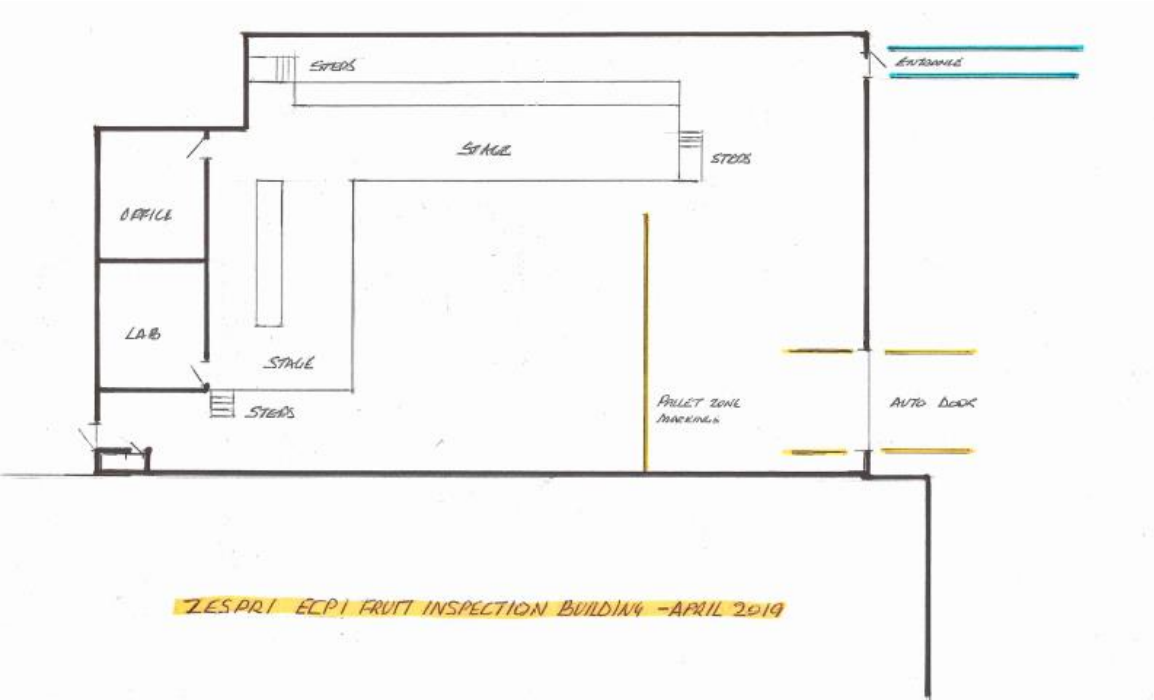 STEPS
ENTRANCE
STAGE
STEPS
OFFICE
LAB
STAGE
STEPS
PALLET ZONE
MARKINGS
AUTO DOOR
ZESPRI ECPI FRUIT INSPECTION BUILDING - APRIL 2019